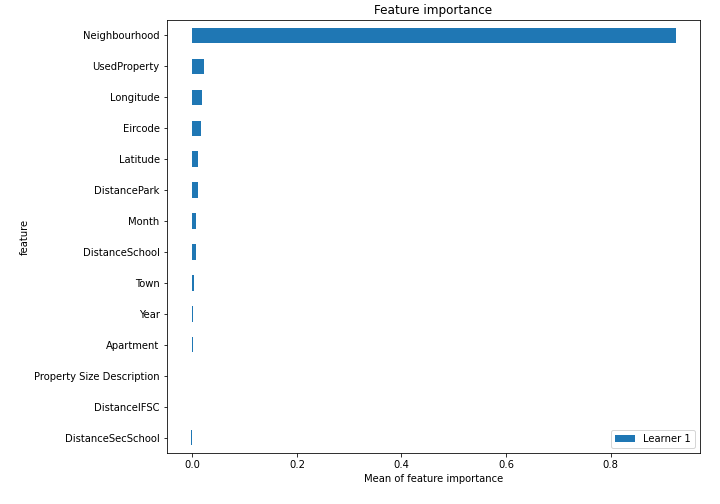 Feature importance
Neighbourhood
UsedProperty
Longitude
Eircode
Latitude
DistancePark
Month
DistanceSchool
Town
Year
Apartment
Property Size Description
DistanceIFSC
DistanceSecSchool
feature
0.0 0.2 0.4 0.6 0.8
Mean of feature importance
Learner 1